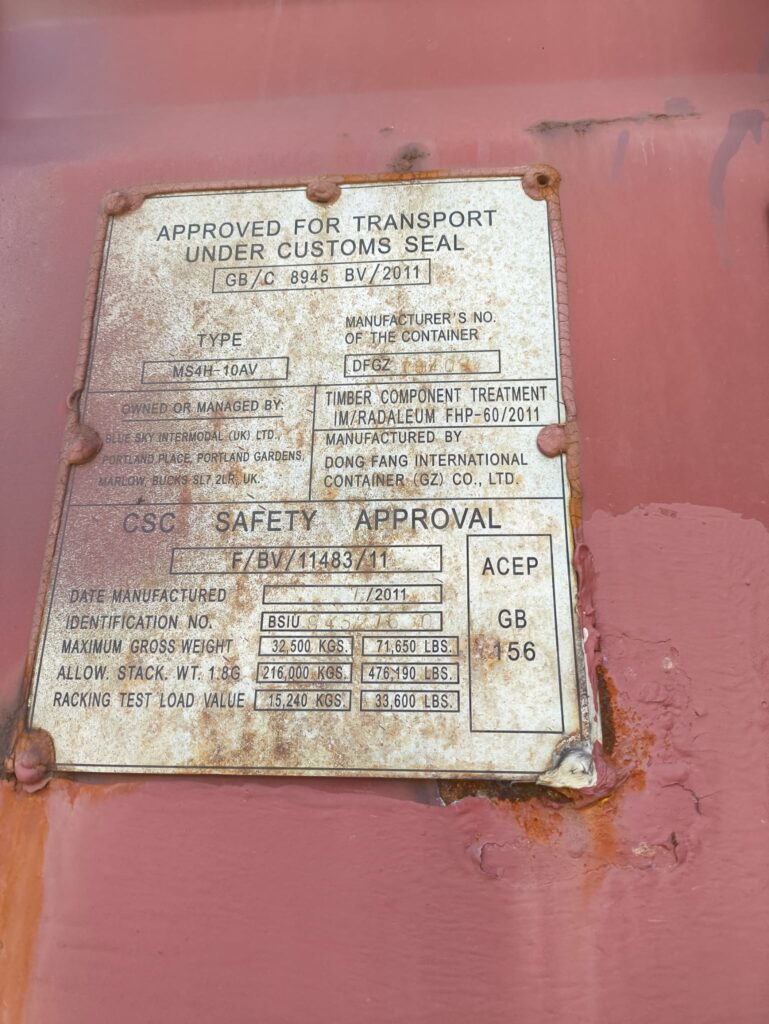 APPROVED FOR TRANSPORT
UNDER CUSTOMS SEAL
GB/C 8945 BV/2011
TYPE
MS4H-10AV
MANUFACTURER'S NO.
OF THE CONTAINER
DFGZ
OWNED OR MANAGED BY:
BLUE SKY INTERMODAL (UK) LTD.,
PORTLAND PLACE, PORTLAND GARDENS,
MARLOW, BUCKS SL7 2LR, UK.
TIMBER COMPONENT TREATMENT
IM/RADALEUM FHP-60/2011
MANUFACTURED BY
DONG FANG INTERNATIONAL
CONTAINER (GZ) CO., LTD.
CSC SAFETY APPROVAL
F/BV/11483/11
DATE MANUFACTURED /2011
IDENTIFICATION NO. BSIU
MAXIMUM GROSS WEIGHT 32,500 KGS. 71,650 LBS.
ALLOW. STACK. WT. 1.8G 216,000 KGS. 476,190 LBS.
RACKING TEST LOAD VALUE 15,240 KGS. 33,600 LBS.
ACEP
GB
156